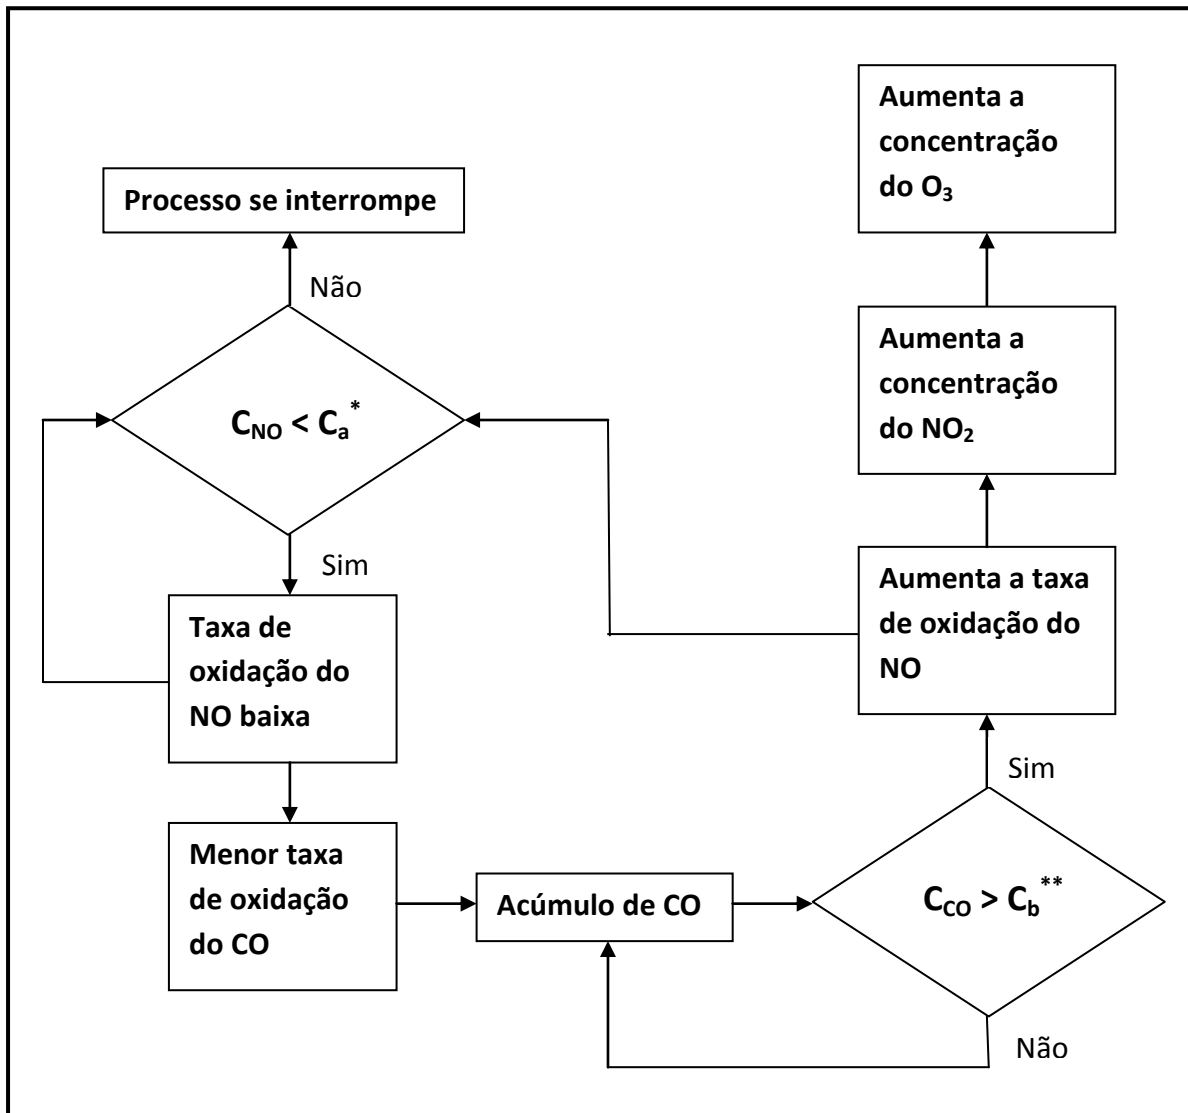 Aumenta a
concentração
do O₃
Processo se interrompe
Não
Aumenta a
concentração
do NO₂
C_NO < C_a*
Sim
Aumenta a taxa
de oxidação do
NO
Taxa de
oxidação do
NO baixa
Sim
Menor taxa
de oxidação
do CO
Acúmulo de CO
C_CO > C_b**
Não